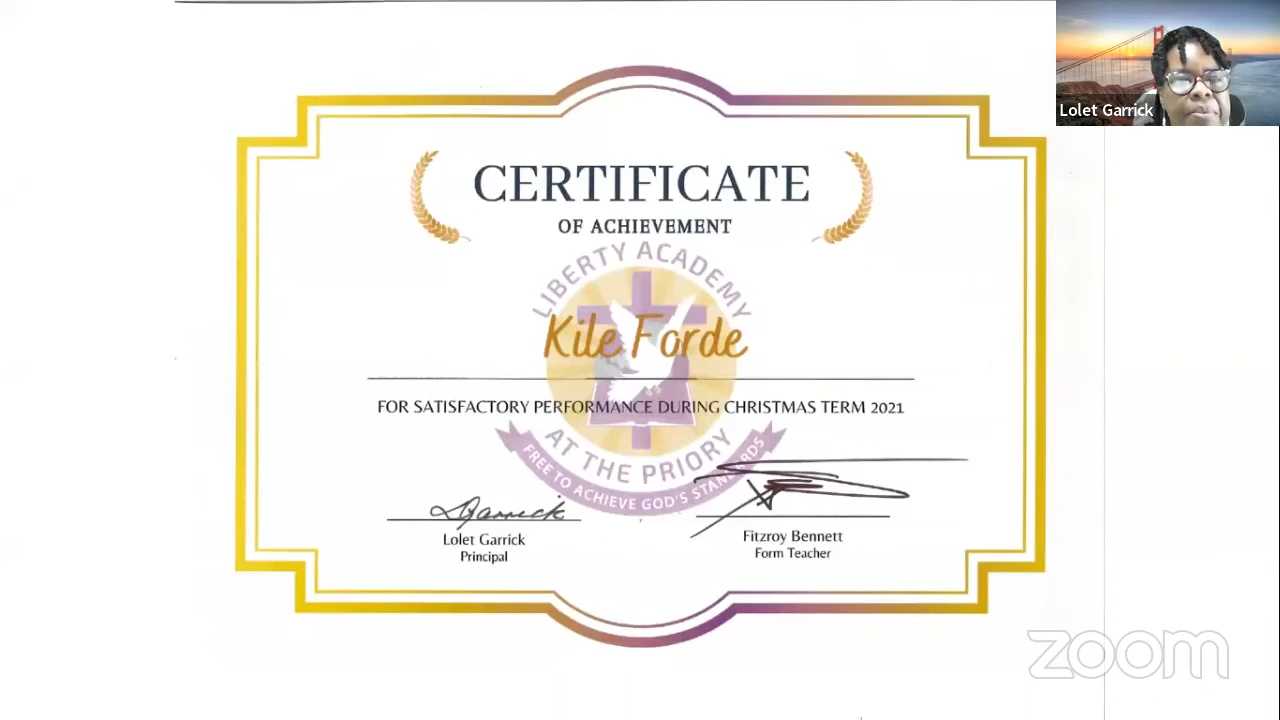 Lolet Garrick
CERTIFICATE
OF ACHIEVEMENT
LIBERTY ACADEMY
Kile Forde
FOR SATISFACTORY PERFORMANCE DURING CHRISTMAS TERM 2021
AT THE PRIORY
FREE TO ACHIEVE GOD'S STANDARDS
LGarrick
Lolet Garrick
Principal
Fitzroy Bennett
Form Teacher
zoom